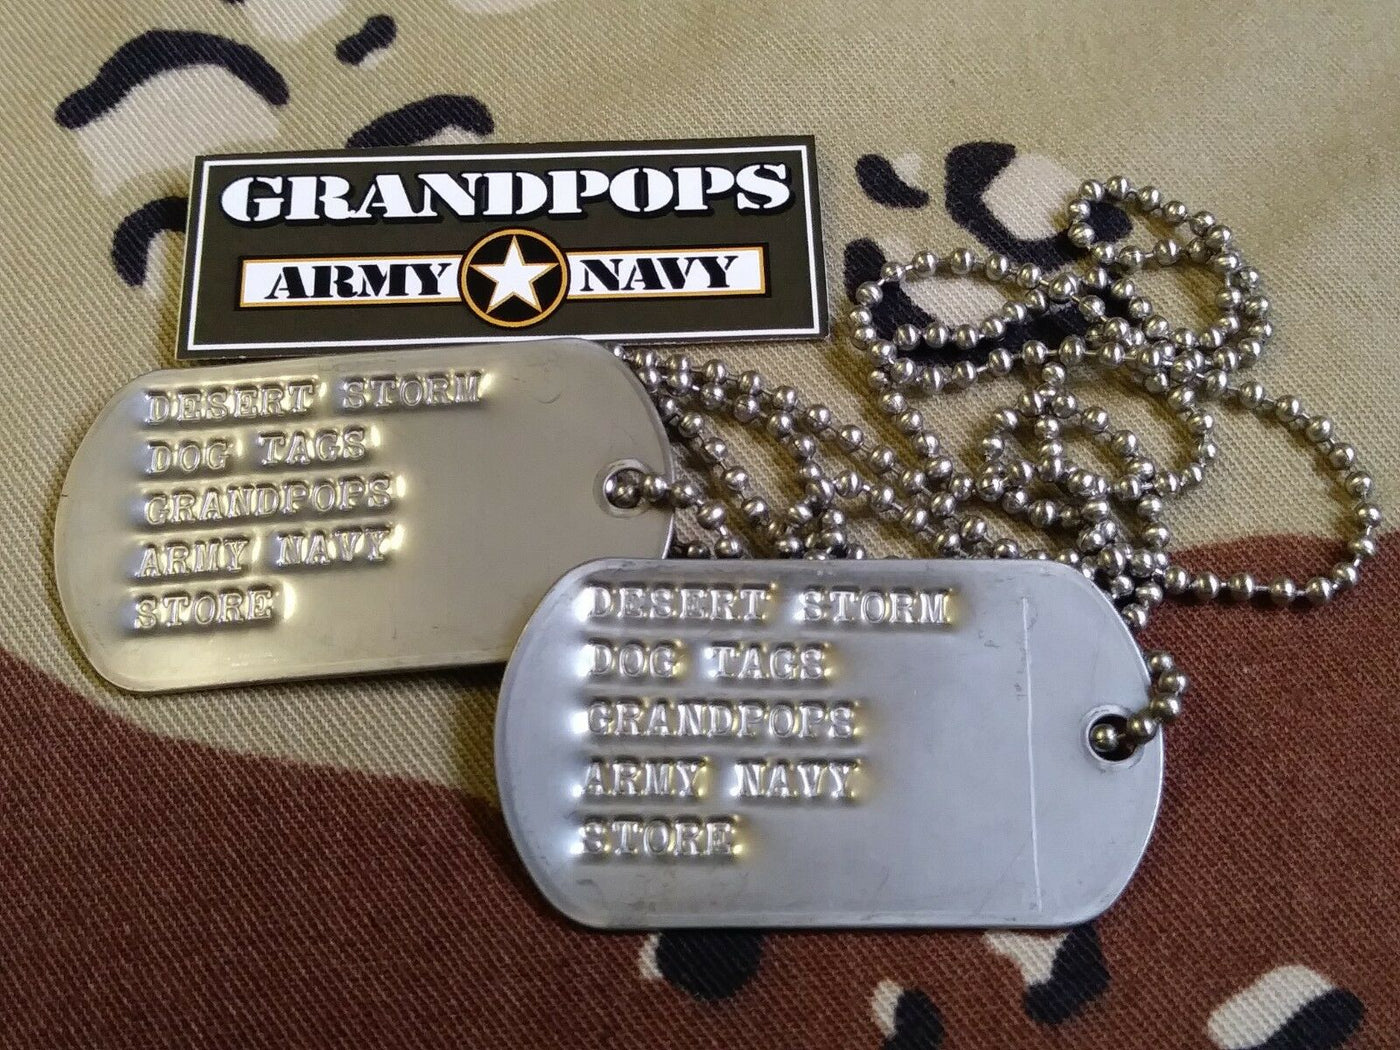 GRANDPOPS
ARMY NAVY
DESERT STORM
DOG TAGS
GRANDPOPS
ARMY NAVY
STORE
DESERT STORM
DOG TAGS
GRANDPOPS
ARMY NAVY
STORE